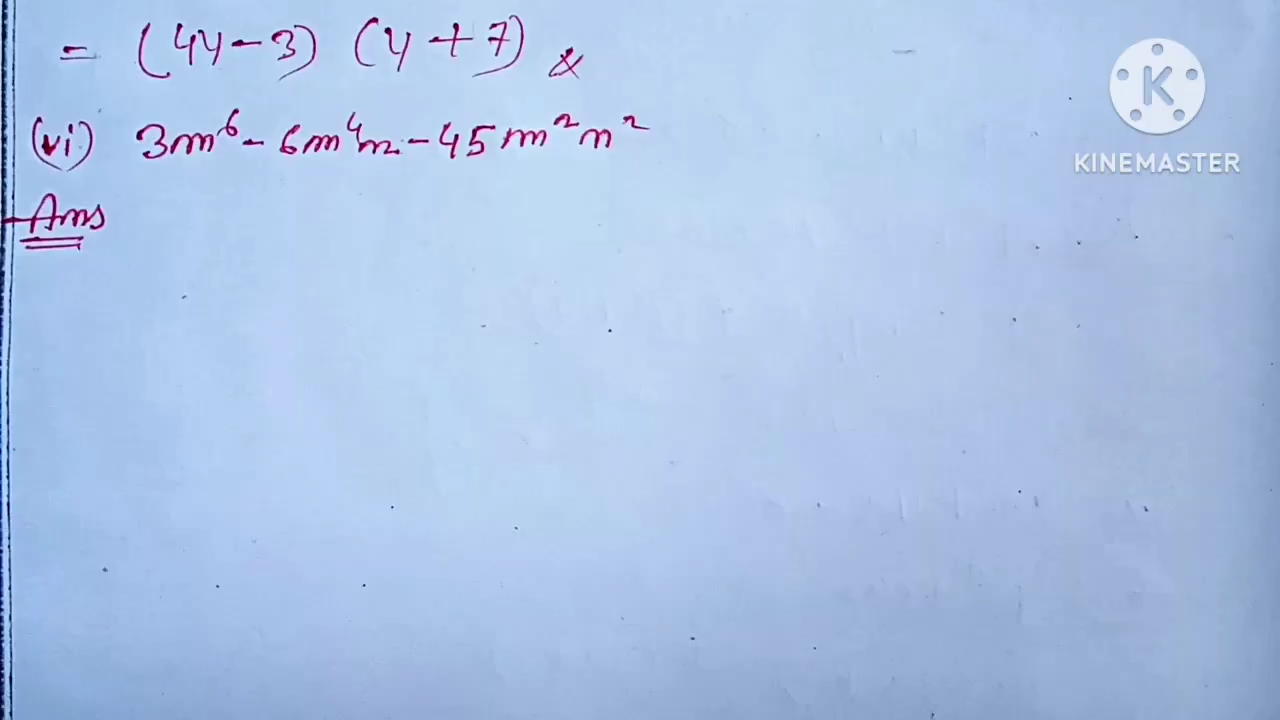 = (4y-3) (y+7)
(vi) 3m⁶-6m⁴n-45m²n²
Ans
K
KINEMASTER